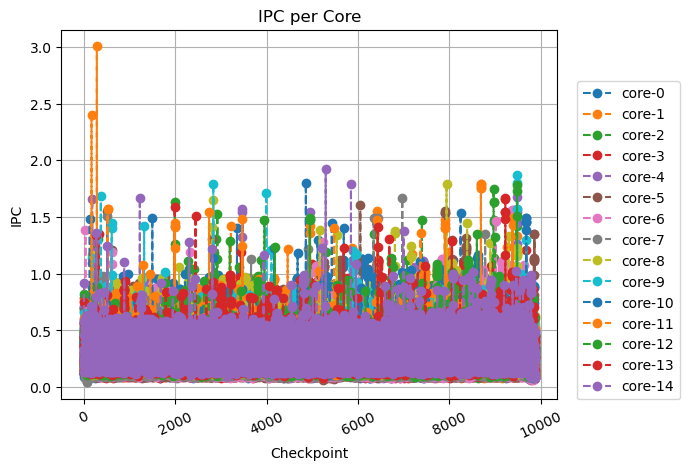 IPC per Core
IPC
3.0
2.5
2.0
1.5
1.0
0.5
0.0
0
2000
4000
6000
8000
10000
Checkpoint
core-0
core-1
core-2
core-3
core-4
core-5
core-6
core-7
core-8
core-9
core-10
core-11
core-12
core-13
core-14